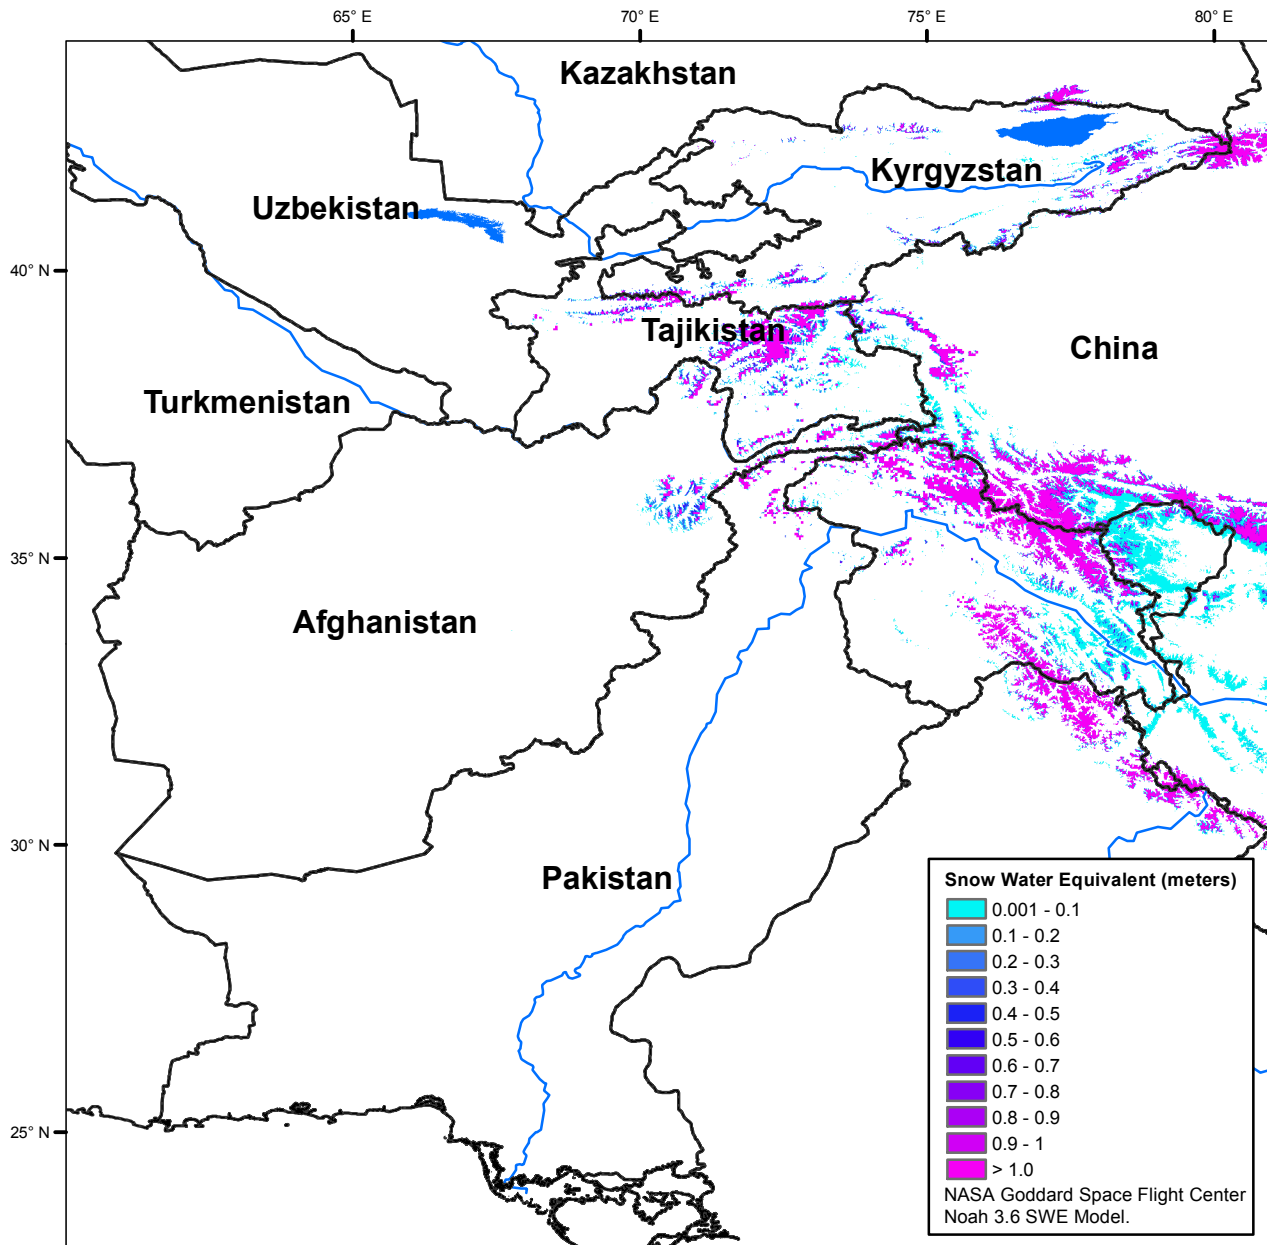 65° E
70° E
75° E
80° E
Kazakhstan
Kyrgyzstan
Uzbekistan
40° N
Tajikistan
China
Turkmenistan
35° N
Afghanistan
30° N
Pakistan
25° N
Snow Water Equivalent (meters)
0.001 - 0.1
0.1 - 0.2
0.2 - 0.3
0.3 - 0.4
0.4 - 0.5
0.5 - 0.6
0.6 - 0.7
0.7 - 0.8
0.8 - 0.9
0.9 - 1
> 1.0
NASA Goddard Space Flight Center
Noah 3.6 SWE Model.